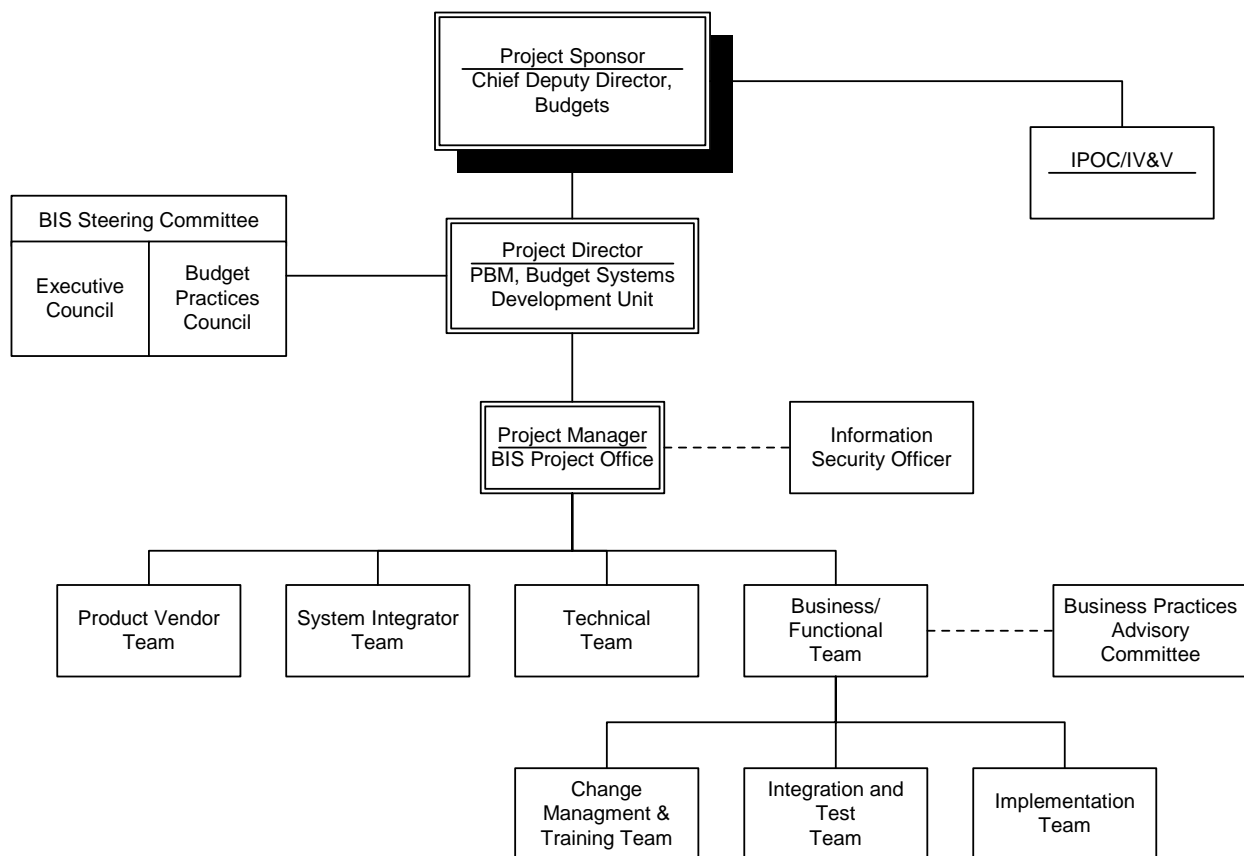 Project Sponsor
Chief Deputy Director,
Budgets
IPOC/IV&V
BIS Steering Committee
Executive
Council
Budget
Practices
Council
Project Director
PBM, Budget Systems
Development Unit
Project Manager
BIS Project Office
Information
Security Officer
Product Vendor
Team
System Integrator
Team
Technical
Team
Business/
Functional
Team
Business Practices
Advisory
Committee
Change
Managment &
Training Team
Integration and
Test
Team
Implementation
Team